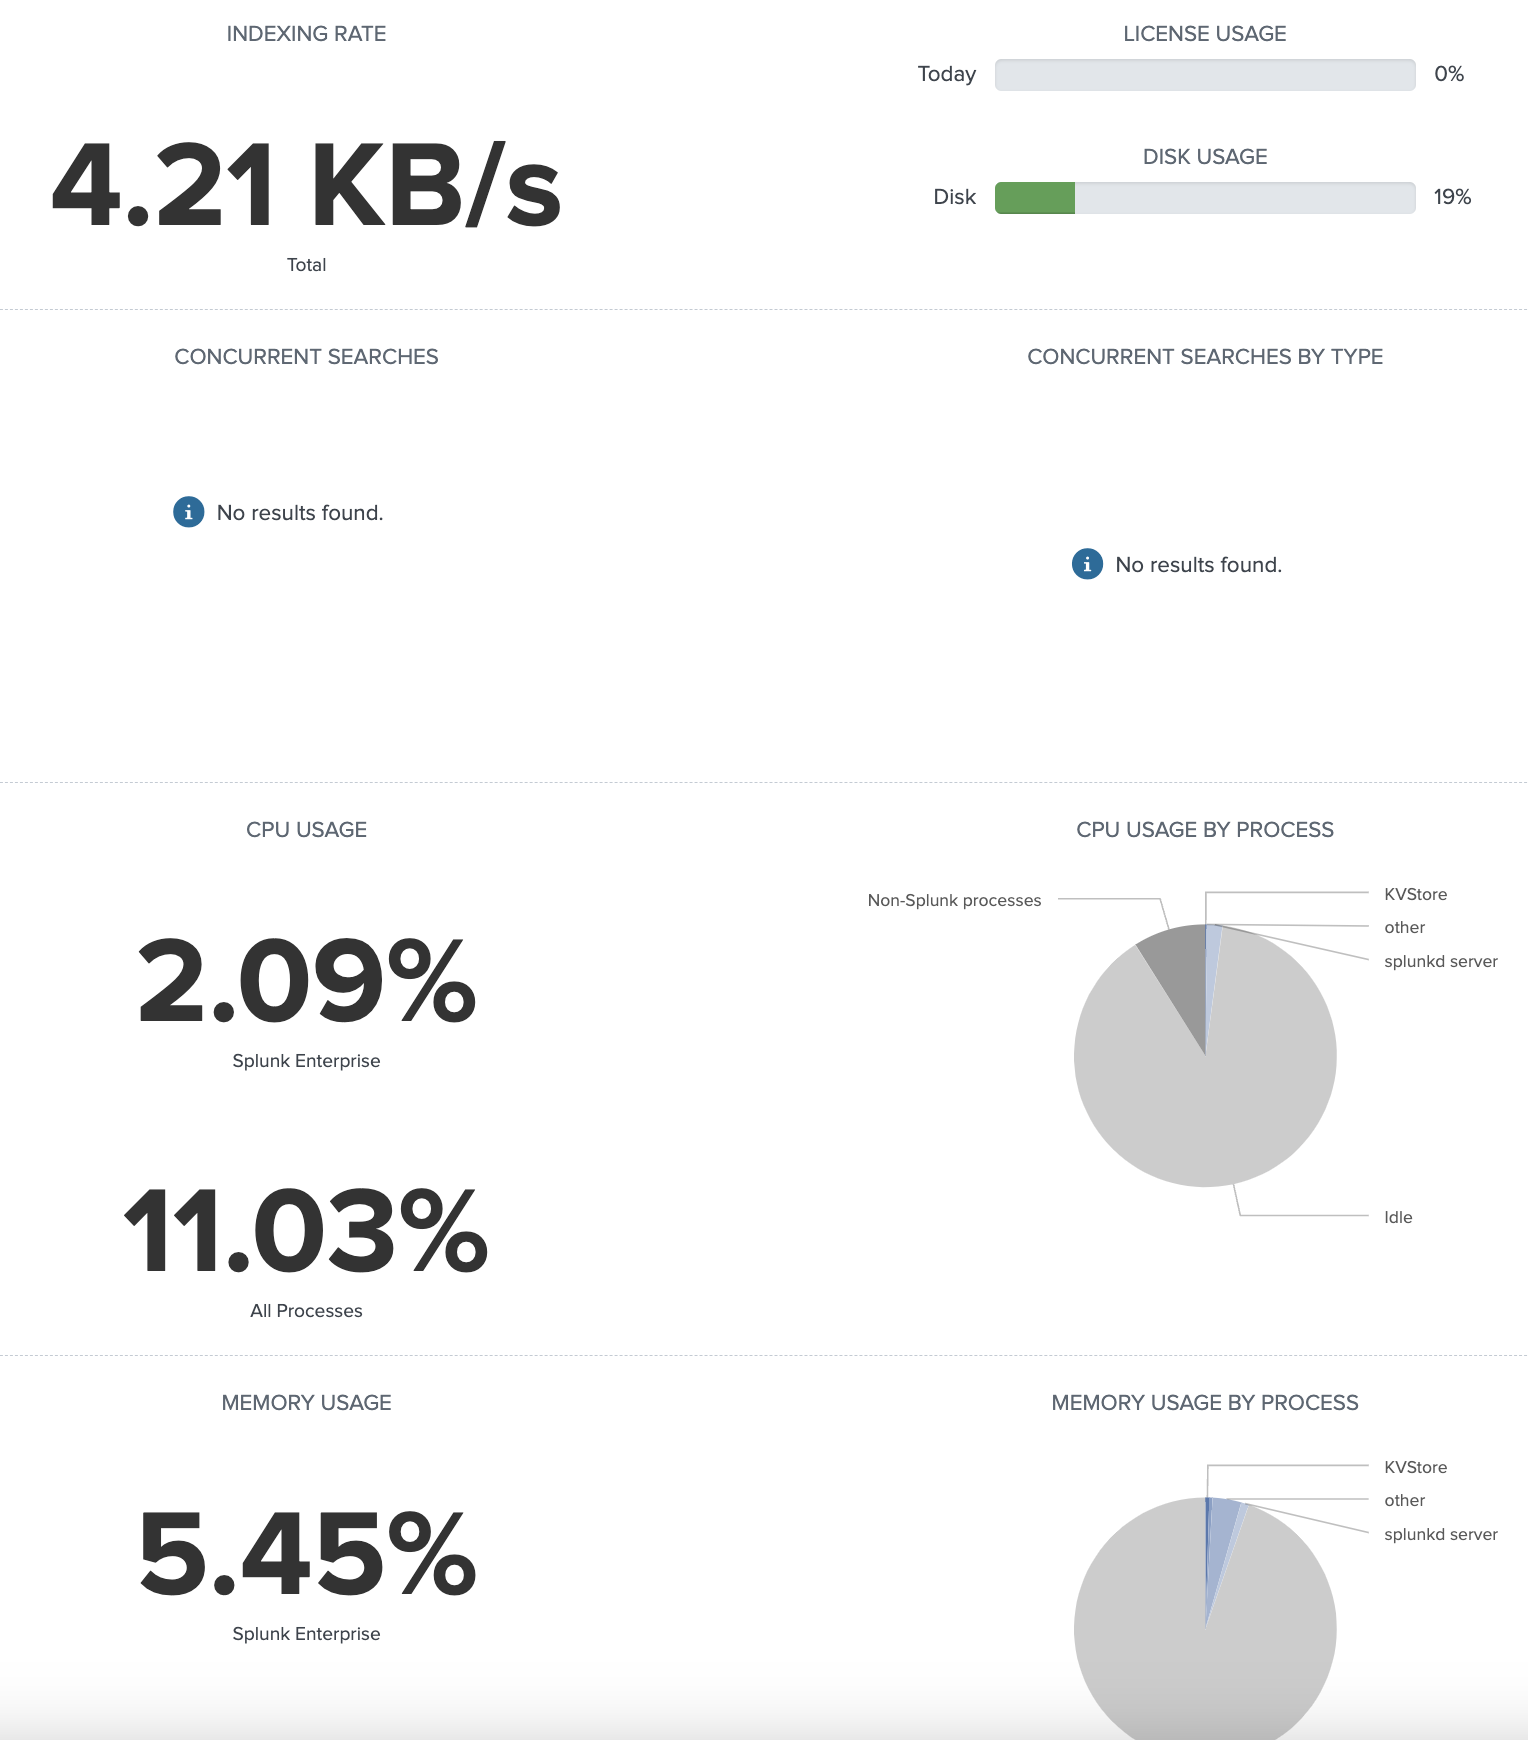 INDEXING RATE
4.21 KB/s
Total
LICENSE USAGE
Today 0%
DISK USAGE
Disk 19%
CONCURRENT SEARCHES
No results found.
CONCURRENT SEARCHES BY TYPE
No results found.
CPU USAGE
2.09%
Splunk Enterprise
11.03%
All Processes
CPU USAGE BY PROCESS
Non-Splunk processes
KVStore
other
splunkd server
Idle
MEMORY USAGE
5.45%
Splunk Enterprise
MEMORY USAGE BY PROCESS
KVStore
other
splunkd server